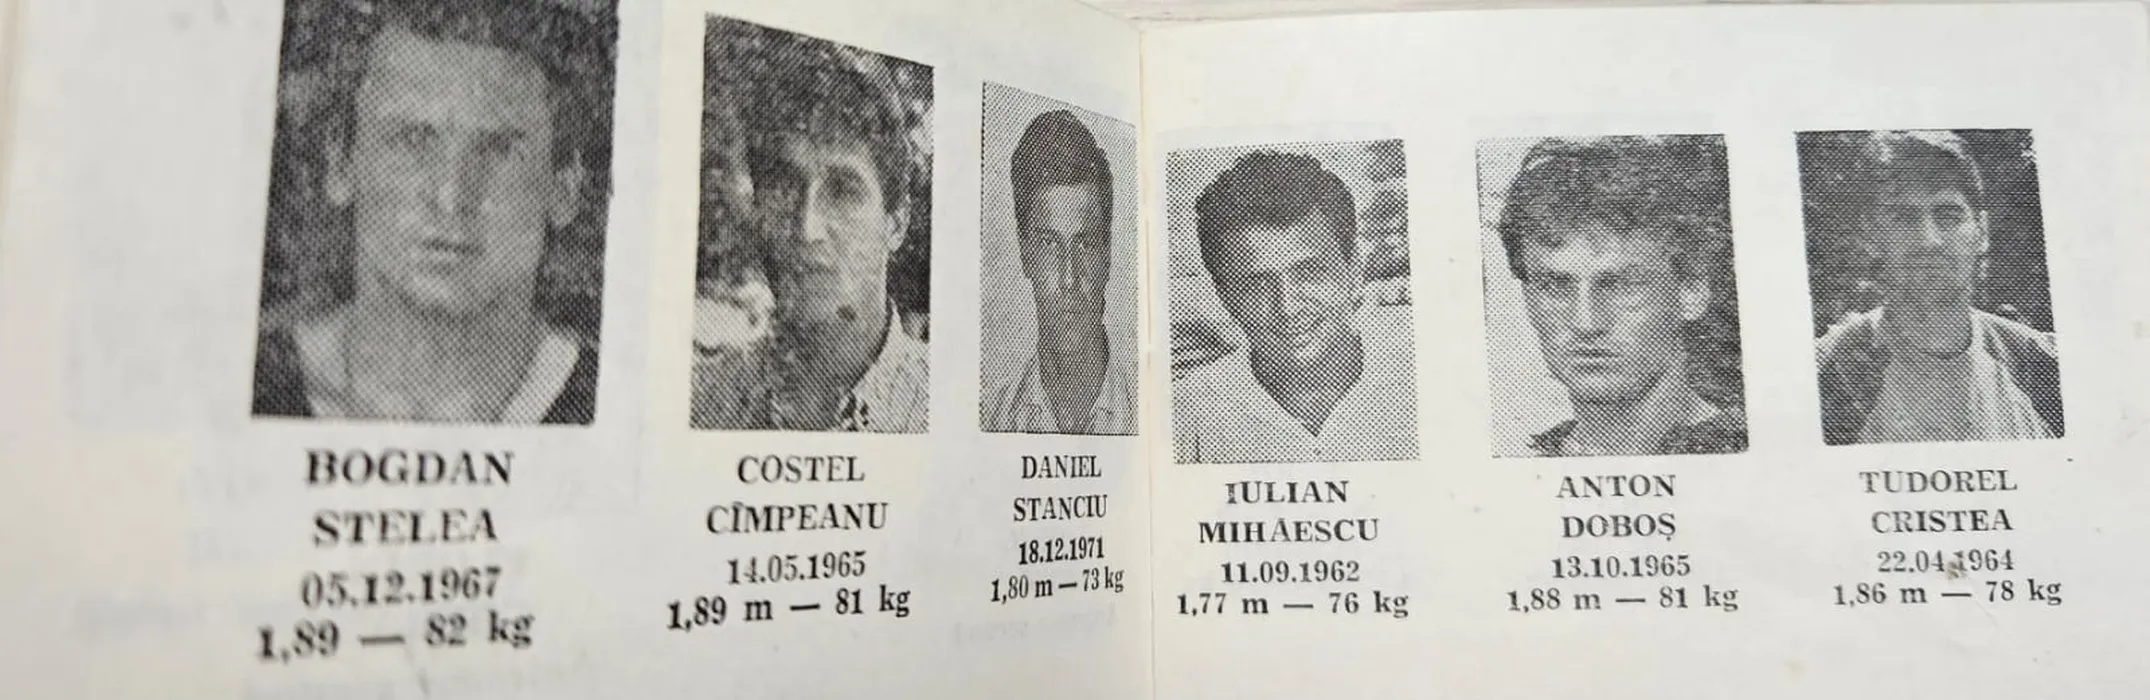 BOGDAN
STELEA
05.12.1967
1,89 — 82 kg
COSTEL
CÎMPEANU
14.05.1965
1,89 m — 81 kg
DANIEL
STANCIU
18.12.1971
1,80 m — 73 kg
IULIAN
MIHĂESCU
11.09.1962
1,77 m — 76 kg
ANTON
DOBOȘ
13.10.1965
1,88 m — 81 kg
TUDOREL
CRISTEA
22.04.1964
1,86 m — 78 kg